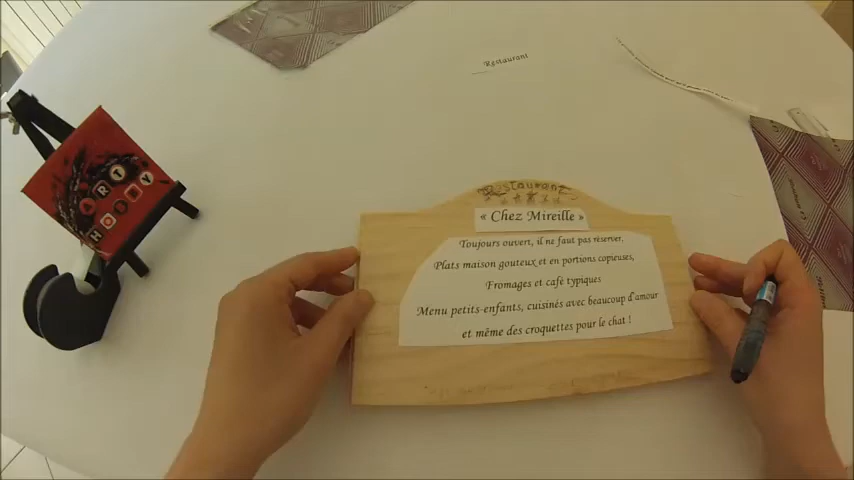 Restaurant
ART
HOBBY
Restaurant
« Chez Mireille »
Toujours ouvert, il ne faut pas réserver,
Plats maison gouteux et en portions copieuses,
Fromages et café typiques
Menu petits-enfants, cuisinés avec beaucoup d'amour
et même des croquettes pour le chat !